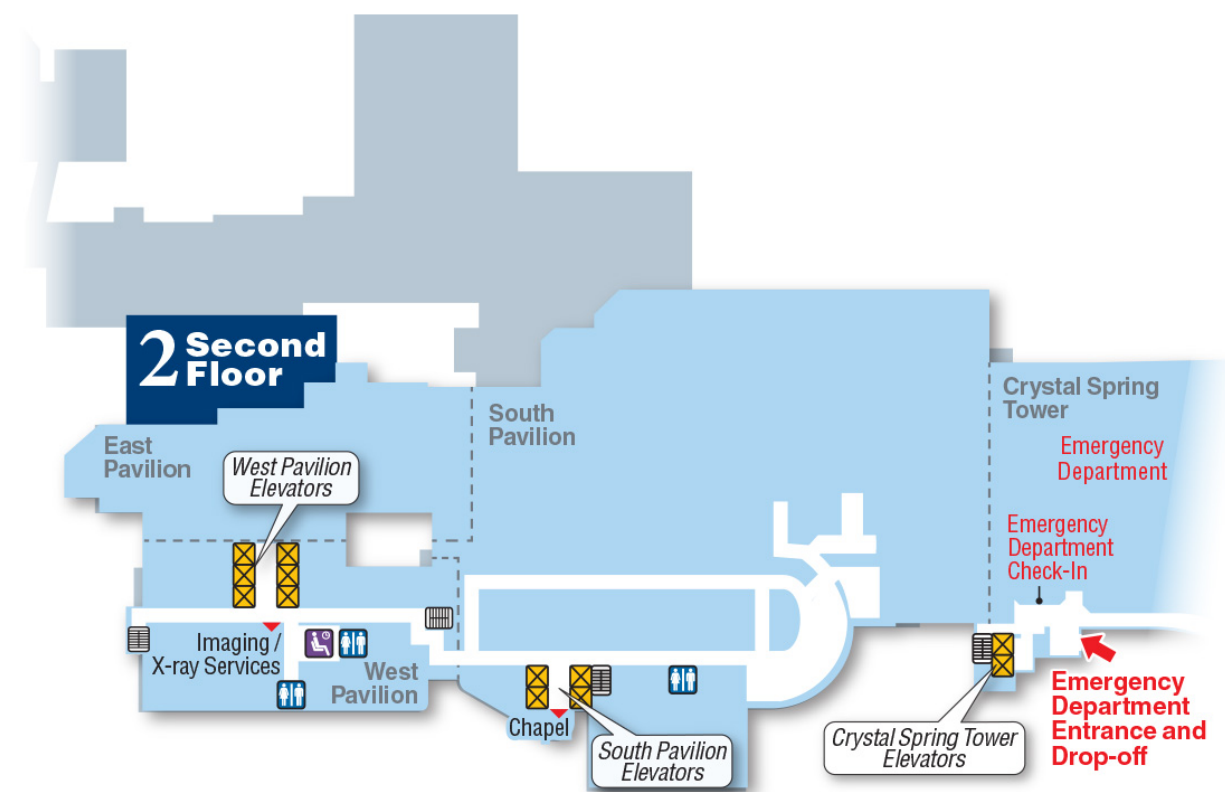 2 Second
Floor
East
Pavilion
West Pavilion
Elevators
South
Pavilion
Crystal Spring
Tower
Emergency
Department
Emergency
Department
Check-In
Imaging /
X-ray Services
West
Pavilion
Chapel
South Pavilion
Elevators
Crystal Spring Tower
Elevators
Emergency
Department
Entrance and
Drop-off